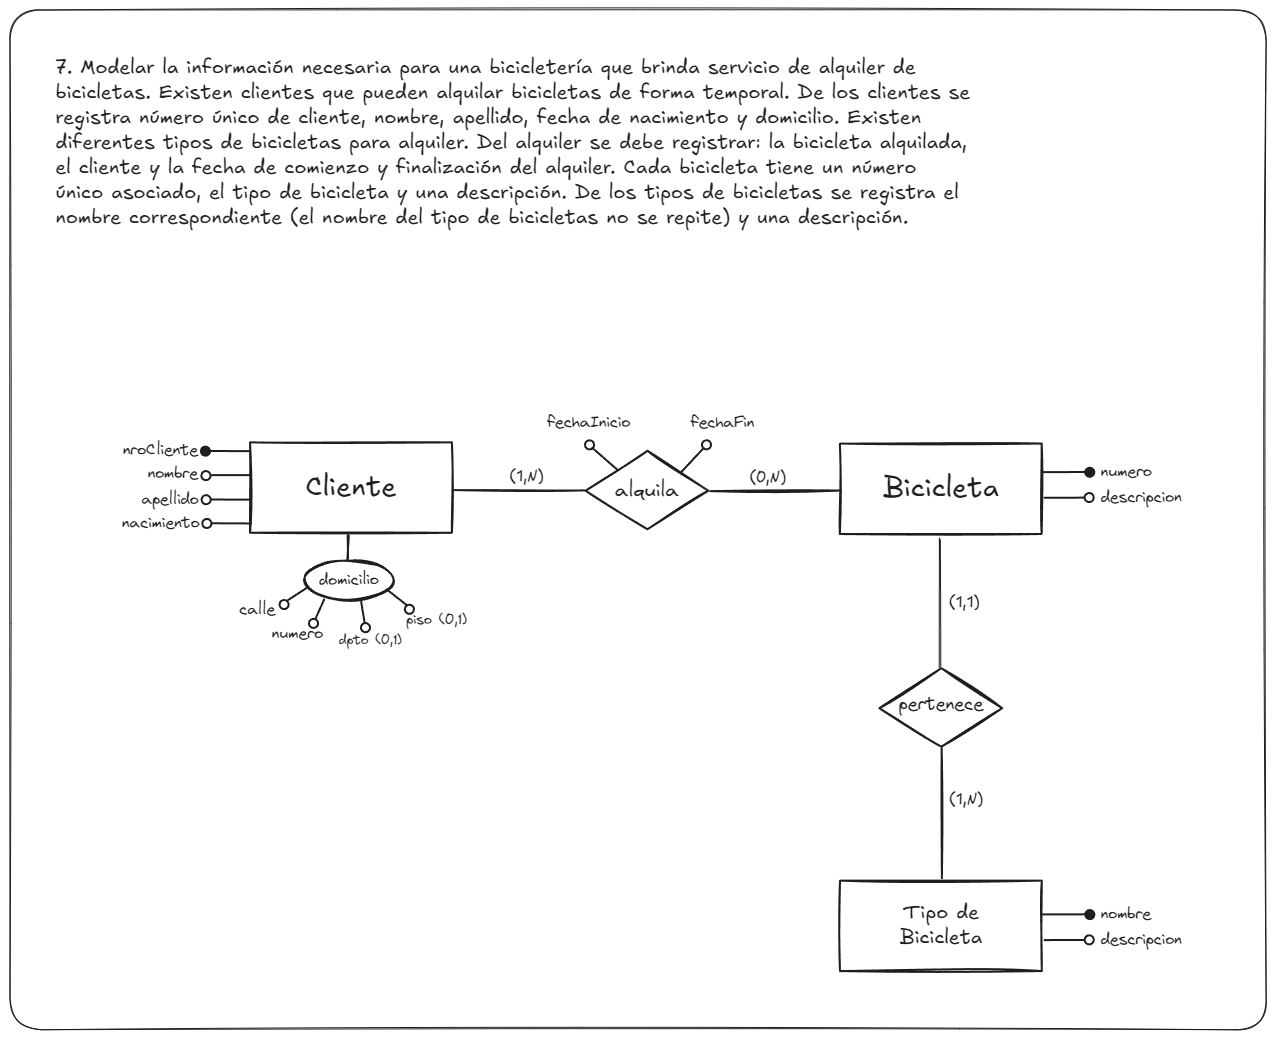 7. Modelar la información necesaria para una bicicletería que brinda servicio de alquiler de
bicicletas. Existen clientes que pueden alquilar bicicletas de forma temporal. De los clientes se
registra número único de cliente, nombre, apellido, fecha de nacimiento y domicilio. Existen
diferentes tipos de bicicletas para alquiler. Del alquiler se debe registrar: la bicicleta alquilada,
el cliente y la fecha de comienzo y finalización del alquiler. Cada bicicleta tiene un número
único asociado, el tipo de bicicleta y una descripción. De los tipos de bicicletas se registra el
nombre correspondiente (el nombre del tipo de bicicletas no se repite) y una descripción.
fechaInicio
fechaFin
nroCliente
nombre
apellido
nacimiento
Cliente
(1,N)
alquila
(0,N)
Bicicleta
numero
descripcion
domicilio
calle
numero
dpto (0,1)
piso (0,1)
(1,1)
pertenece
(1,N)
Tipo de
Bicicleta
nombre
descripcion